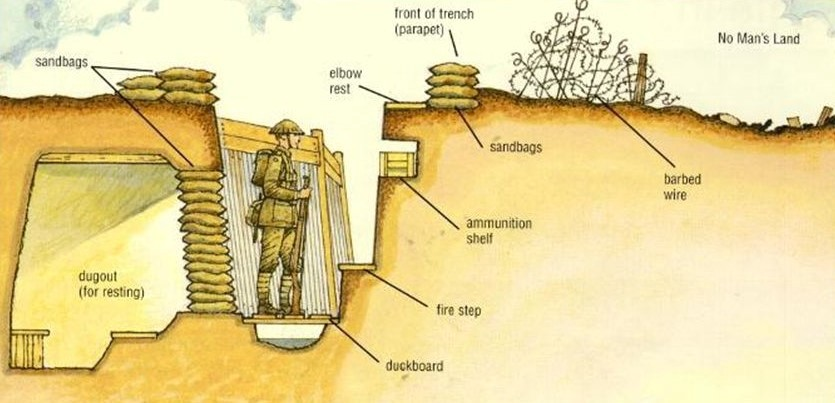 front of trench
(parapet)
No Man's Land
sandbags
elbow
rest
sandbags
barbed
wire
ammunition
shelf
dugout
(for resting)
fire step
duckboard